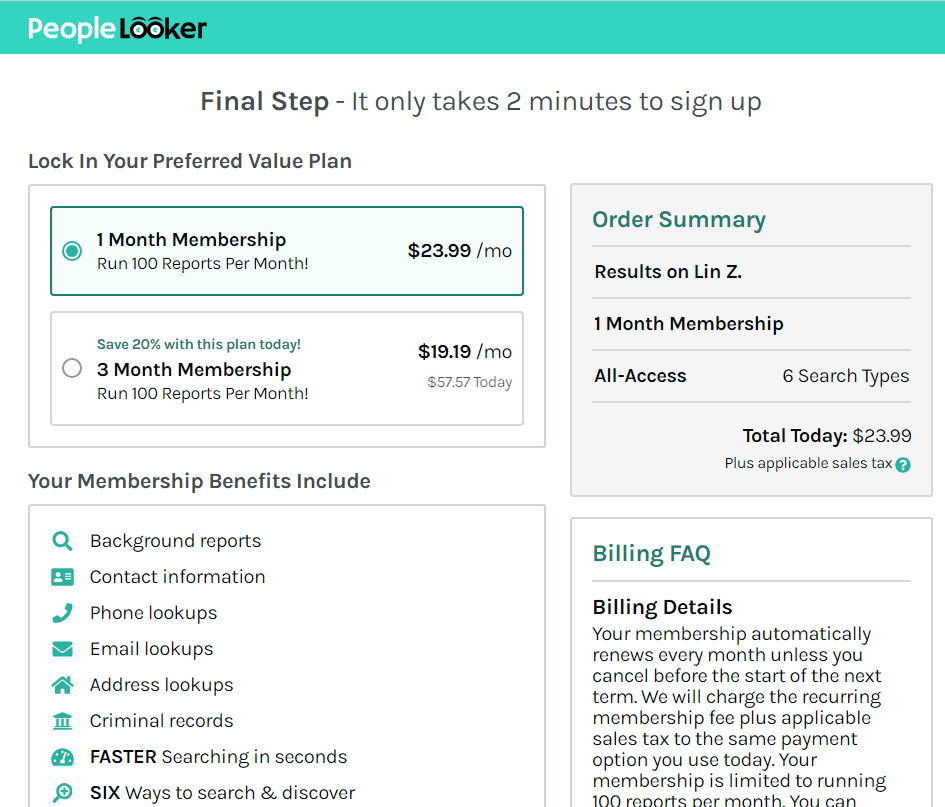 PeopleLooker
Final Step - It only takes 2 minutes to sign up
Lock In Your Preferred Value Plan
1 Month Membership
Run 100 Reports Per Month!
$23.99 /mo
Save 20% with this plan today!
3 Month Membership
Run 100 Reports Per Month!
$19.19 /mo
$57.57 Today
Your Membership Benefits Include
Background reports
Contact information
Phone lookups
Email lookups
Address lookups
Criminal records
FASTER Searching in seconds
SIX Ways to search & discover
Order Summary
Results on Lin Z.
1 Month Membership
All-Access 6 Search Types
Total Today: $23.99
Plus applicable sales tax ?
Billing FAQ
Billing Details
Your membership automatically
renews every month unless you
cancel before the start of the next
term. We will charge the recurring
membership fee plus applicable
sales tax to the same payment
option you use today. Your
membership is limited to running
100 reports per month. You can